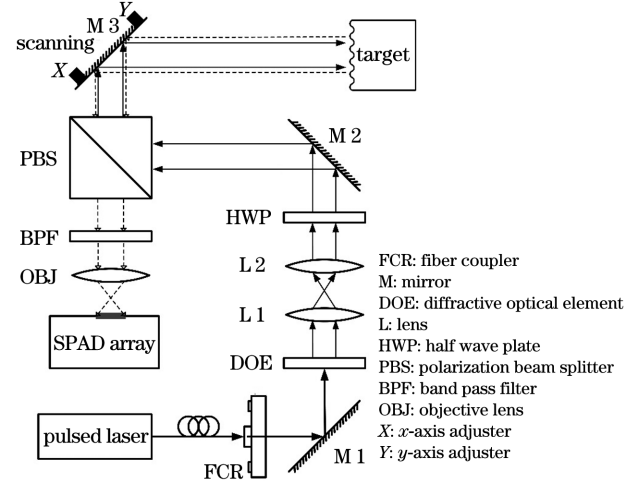 Y
M 3
scanning
X
target
PBS
M 2
HWP
BPF
OBJ
L 2
SPAD array
L 1
DOE
pulsed laser
FCR
M 1
FCR: fiber coupler
M: mirror
DOE: diffractive optical element
L: lens
HWP: half wave plate
PBS: polarization beam splitter
BPF: band pass filter
OBJ: objective lens
X: x-axis adjuster
Y: y-axis adjuster